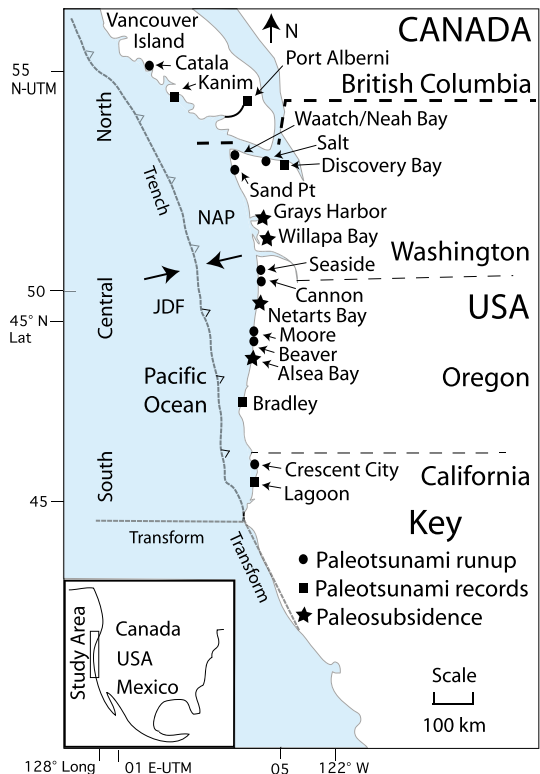 Vancouver
Island
CANADA
N
Catala
Port Alberni
55
N-UTM
Kanim
British Columbia
North
Waatch/Neah Bay
Salt
Discovery Bay
Trench
Sand Pt
NAP
Grays Harbor
Willapa Bay
Washington
Seaside
50
Central
JDF
Cannon
USA
45° N
Lat
Netarts Bay
Moore
Beaver
Alsea Bay
Oregon
Pacific
Ocean
Bradley
South
Crescent City
California
45
Lagoon
Key
Transform
Transform
Paleotsunami runup
Paleotsunami records
Paleosubsidence
Study Area
Canada
USA
Mexico
Scale
100 km
128° Long
01 E-UTM
05
122° W